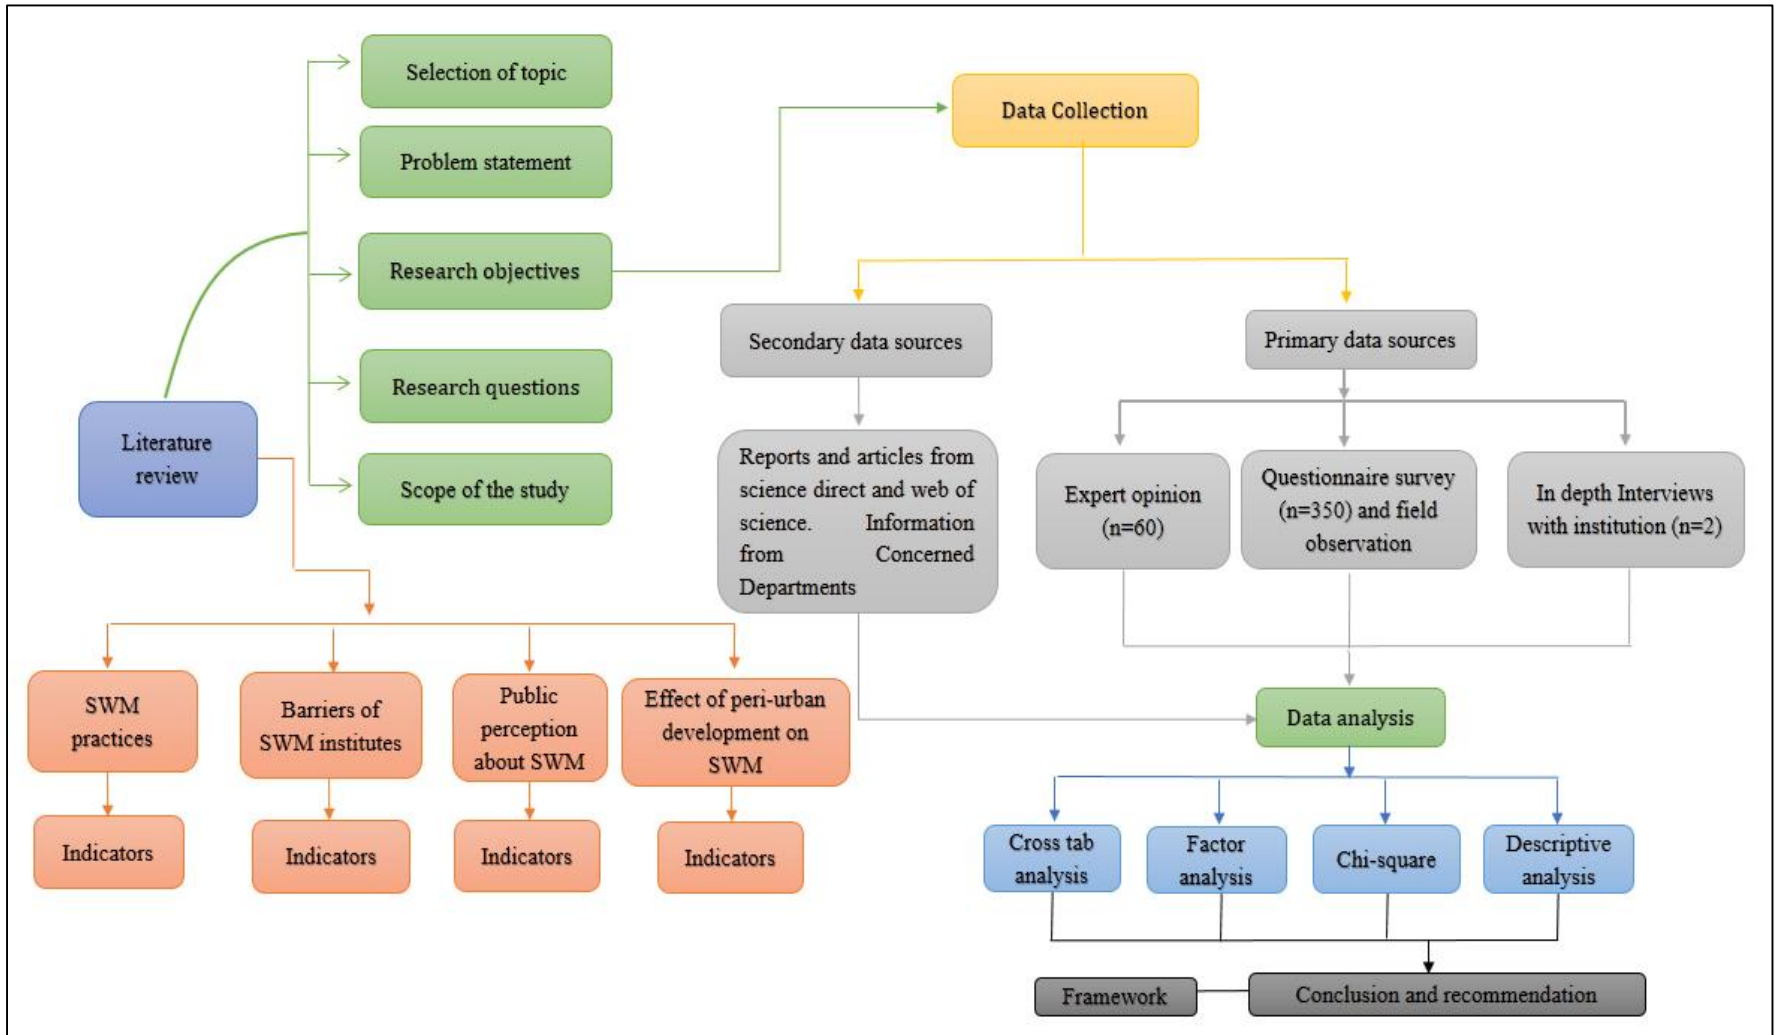 Selection of topic
Problem statement
Research objectives
Research questions
Scope of the study
Literature
review
SWM
practices
Barriers of
SWM institutes
Public
perception
about SWM
Effect of peri-urban
development on
SWM
Indicators
Indicators
Indicators
Indicators
Data Collection
Secondary data sources
Primary data sources
Reports and articles from
science direct and web of
science. Information
from Concerned
Departments
Expert opinion
(n=60)
Questionnaire survey
(n=350) and field
observation
In depth Interviews
with institution (n=2)
Data analysis
Cross tab
analysis
Factor
analysis
Chi-square
Descriptive
analysis
Framework
Conclusion and recommendation